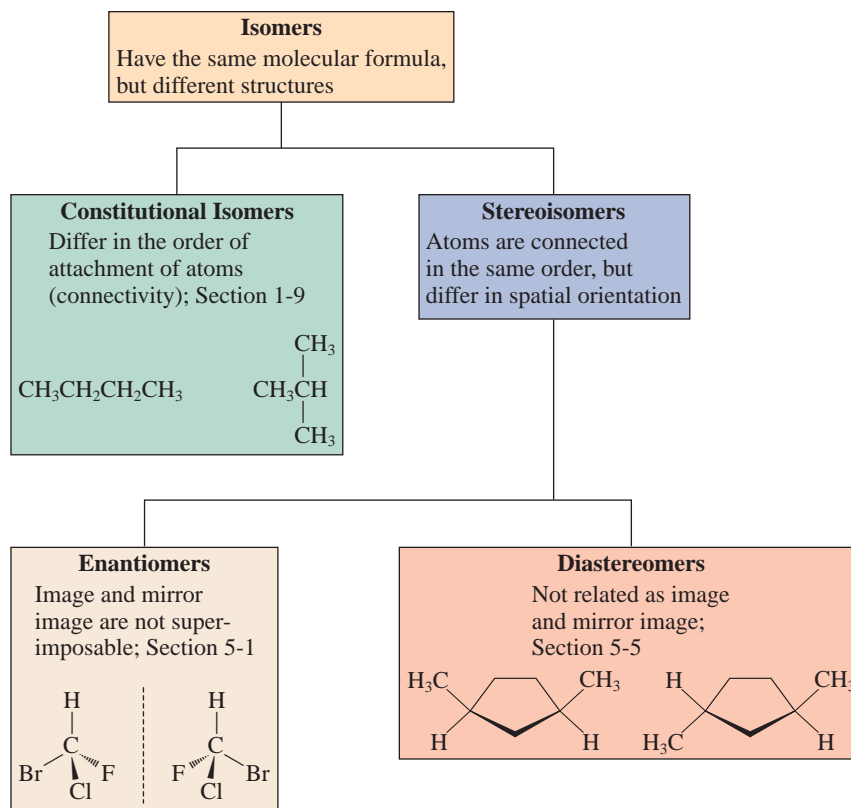 Isomers
Have the same molecular formula,
but different structures
Constitutional Isomers
Differ in the order of
attachment of atoms
(connectivity); Section 1-9
CH₃CH₂CH₂CH₃
CH₃
CH₃CH
CH₃
Stereoisomers
Atoms are connected
in the same order, but
differ in spatial orientation
Enantiomers
Image and mirror
image are not super-
imposable; Section 5-1
H
C
Br
F
Cl
H
C
F
Br
Cl
Diastereomers
Not related as image
and mirror image;
Section 5-5
H₃C
CH₃
H
H
H
CH₃
H₃C
H